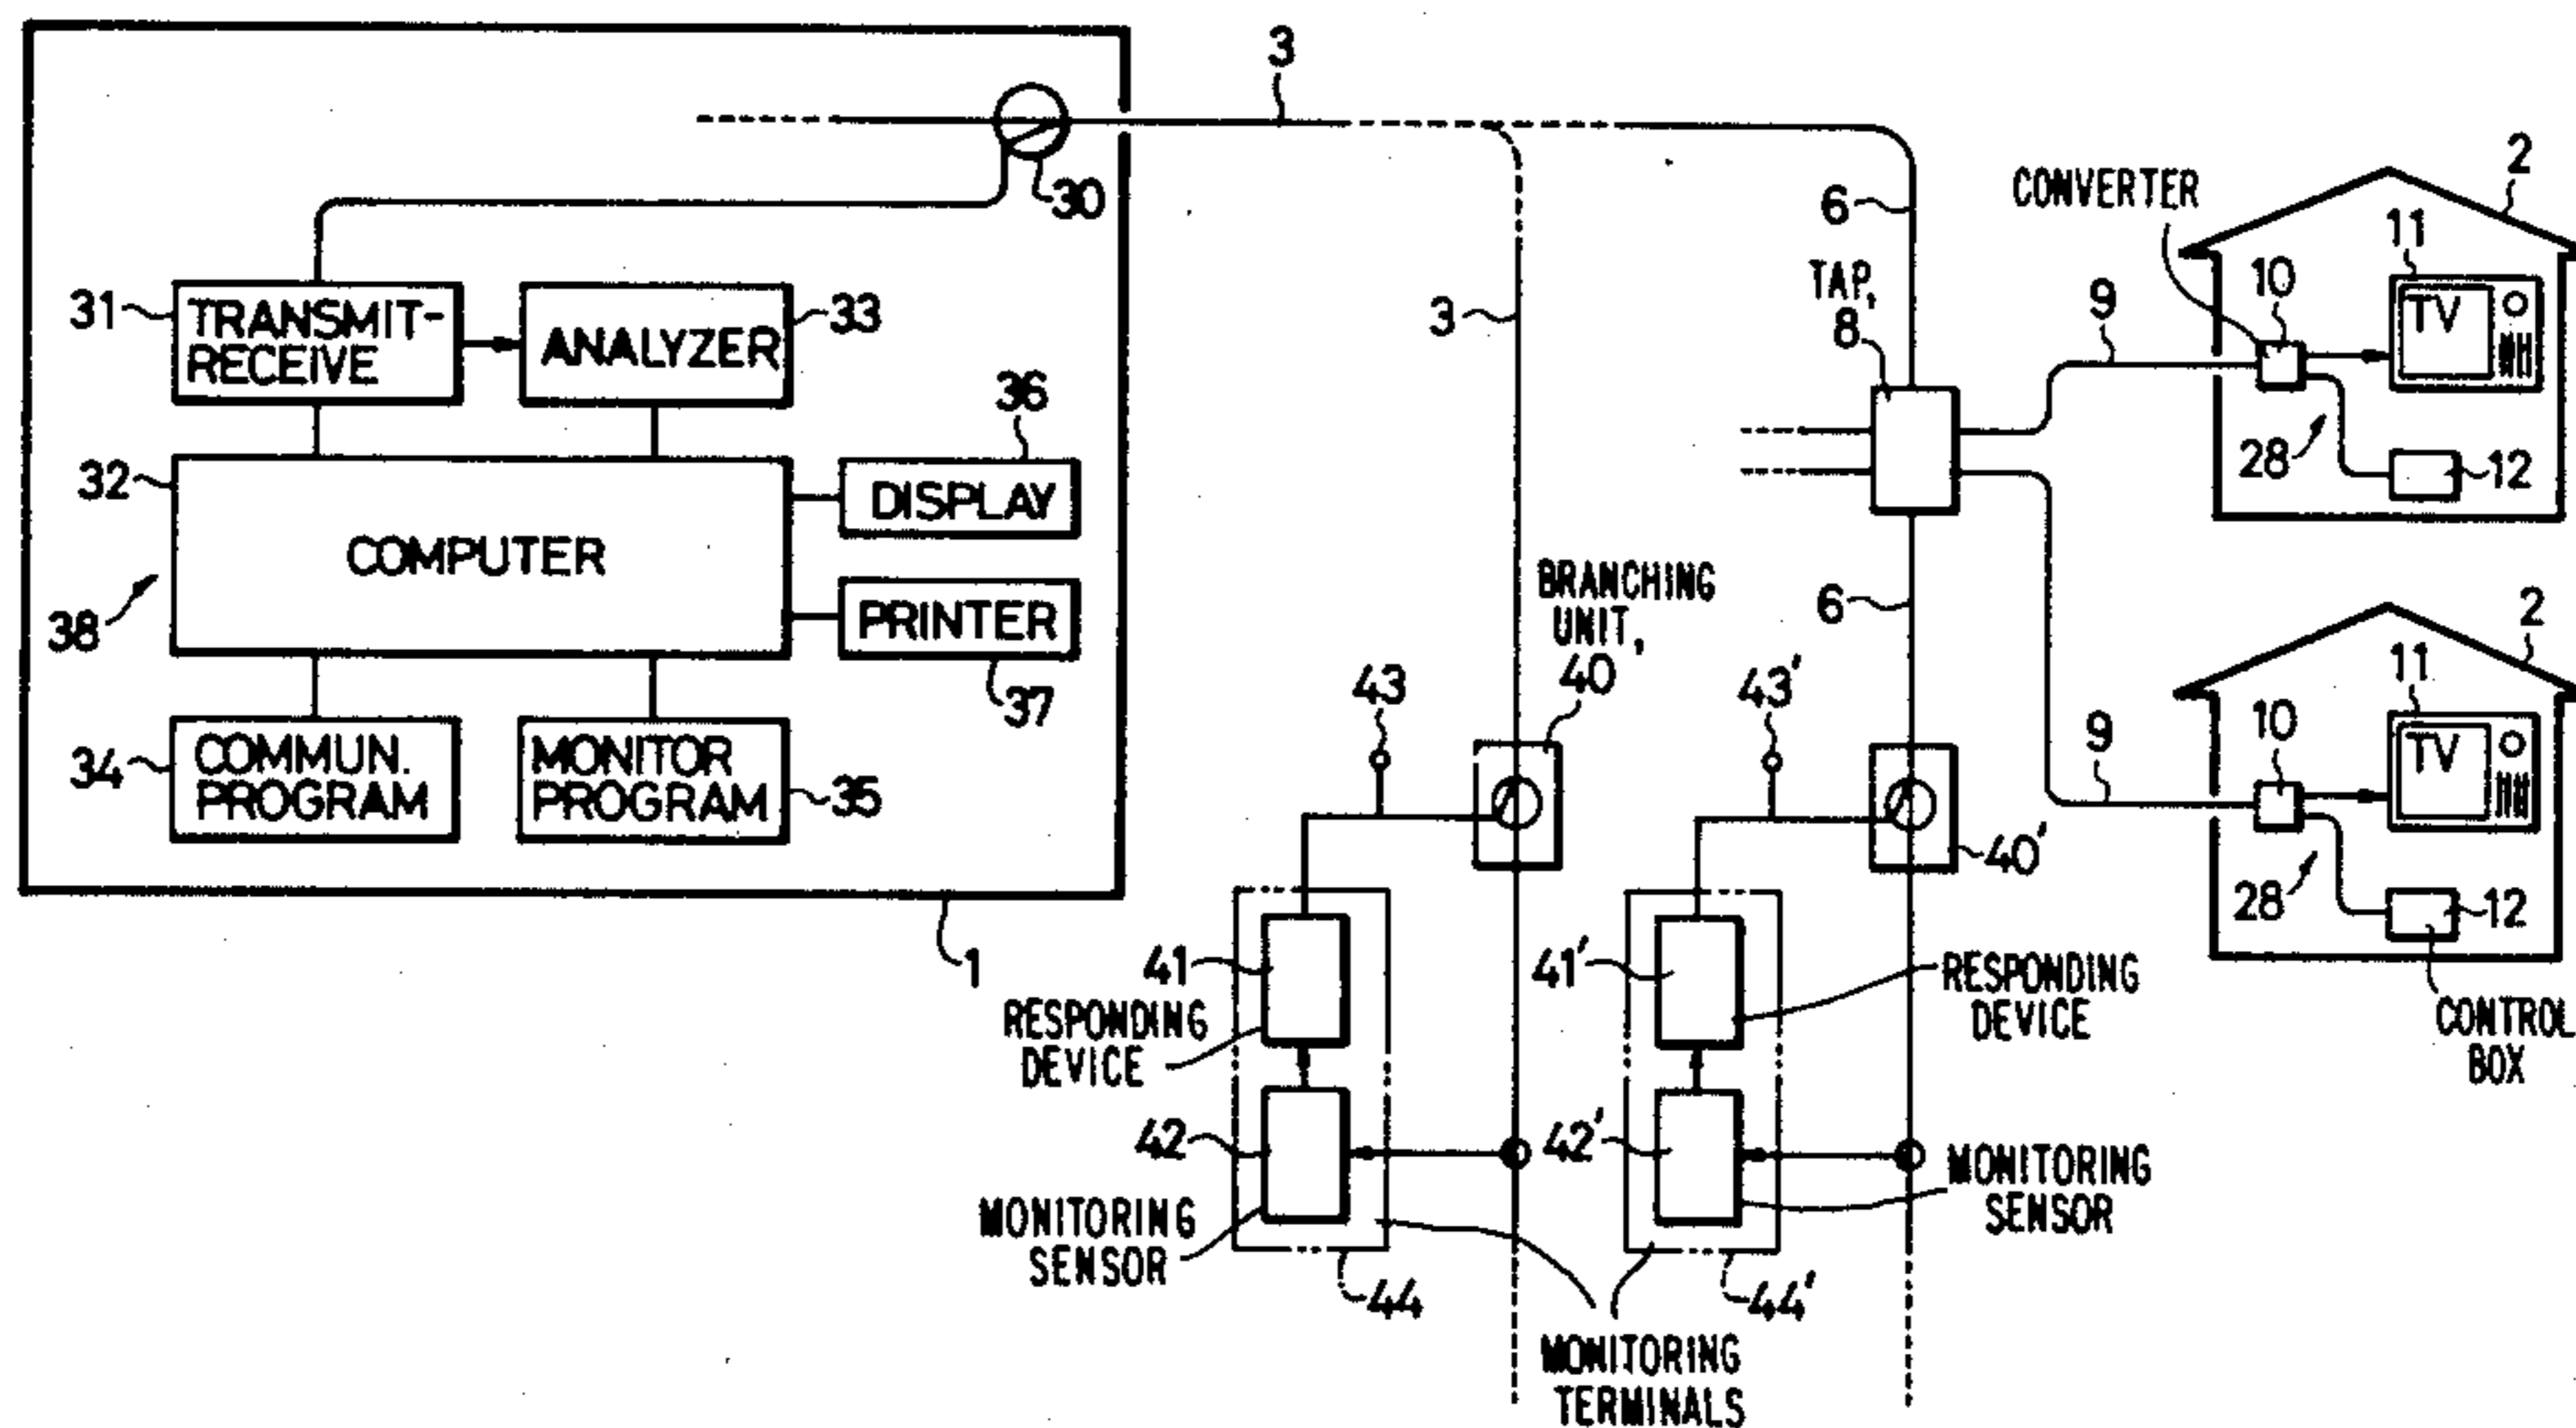 3
30
31
TRANSMIT-
RECEIVE
ANALYZER
33
32
COMPUTER
36
DISPLAY
PRINTER
37
38
34
COMMUN.
PROGRAM
MONITOR
PROGRAM
35
1
3
6
TAP,
8
6
9
9
CONVERTER
2
10
11
TV
28
12
2
10
11
TV
28
12
CONTROL
BOX
BRANCHING
UNIT,
40
43
43'
40'
41
RESPONDING
DEVICE
42
MONITORING
SENSOR
44
41'
RESPONDING
DEVICE
42'
MONITORING
SENSOR
44'
MONITORING
TERMINALS